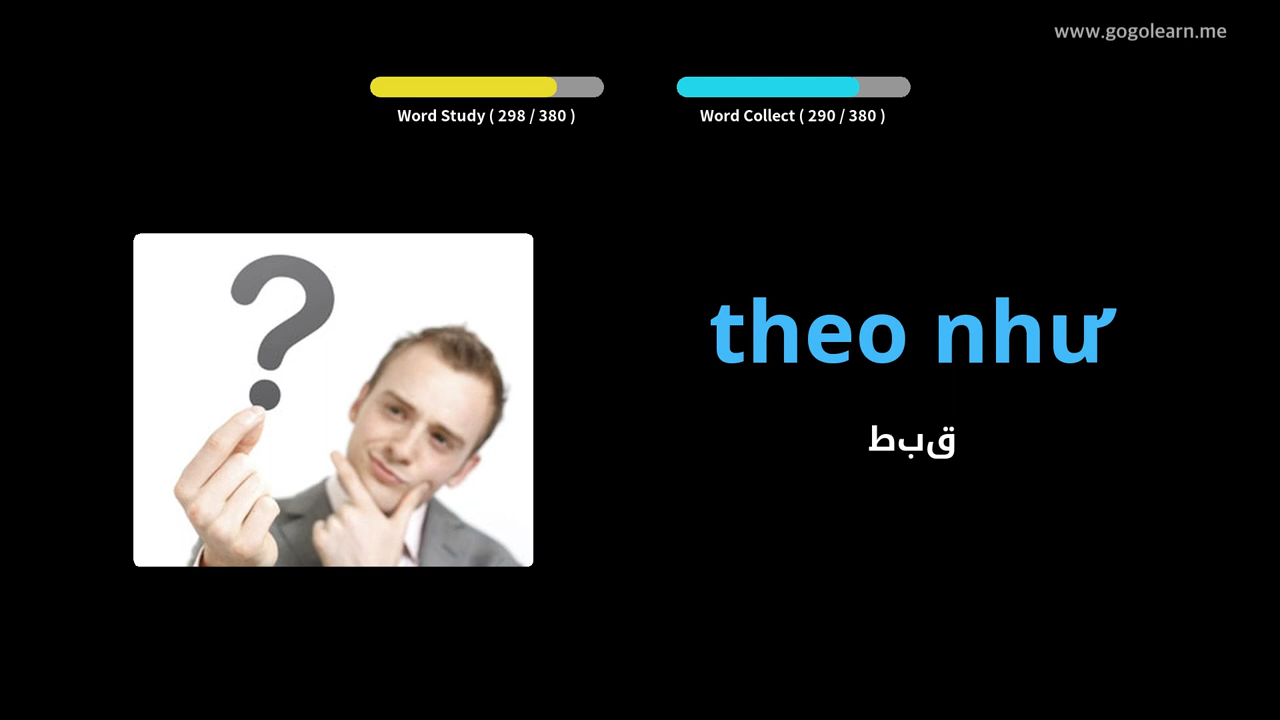 www.gogolearn.me
Word Study ( 298 / 380 )
Word Collect ( 290 / 380 )
?
theo như
قبط